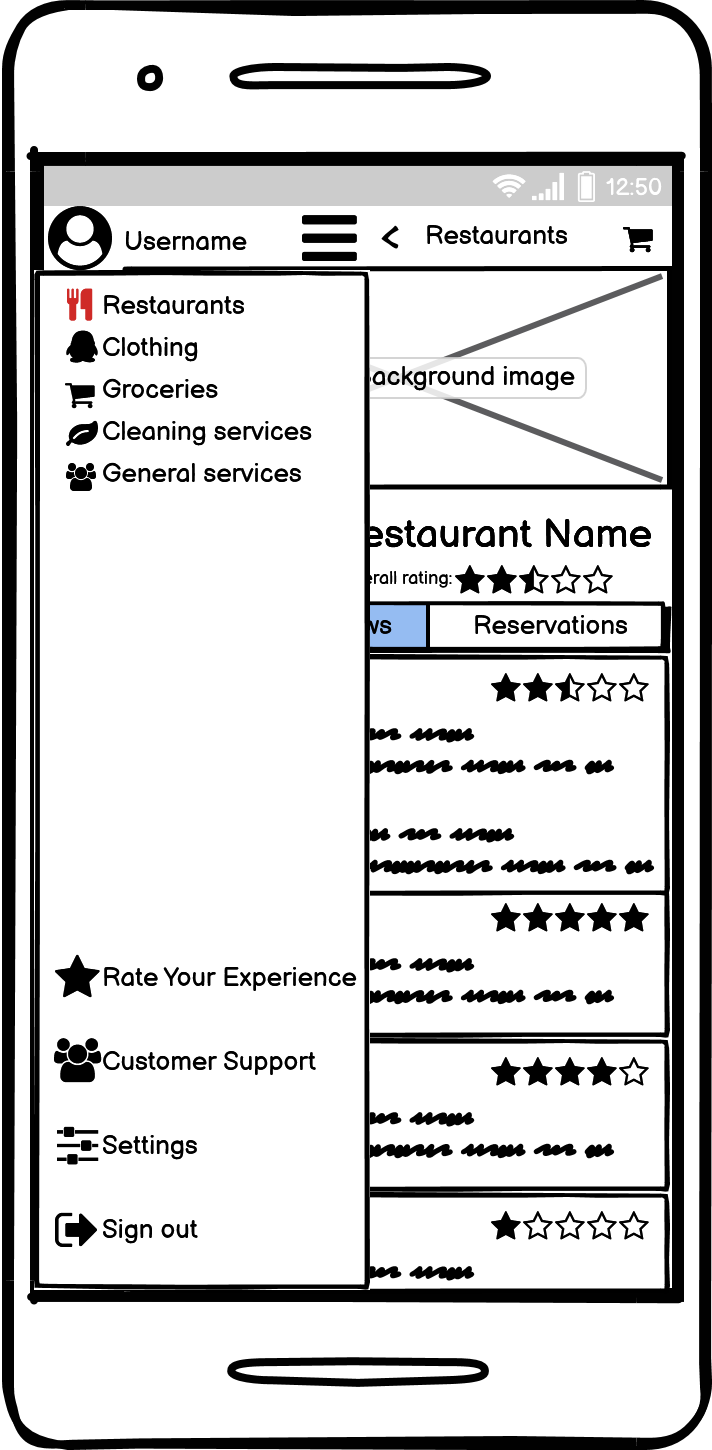 12:50
Username
Restaurants
Restaurants
Clothing
Groceries
Cleaning services
General services
Rate Your Experience
Customer Support
Settings
Sign out
ackground image
estaurant Name
erall rating:
ws
Reservations